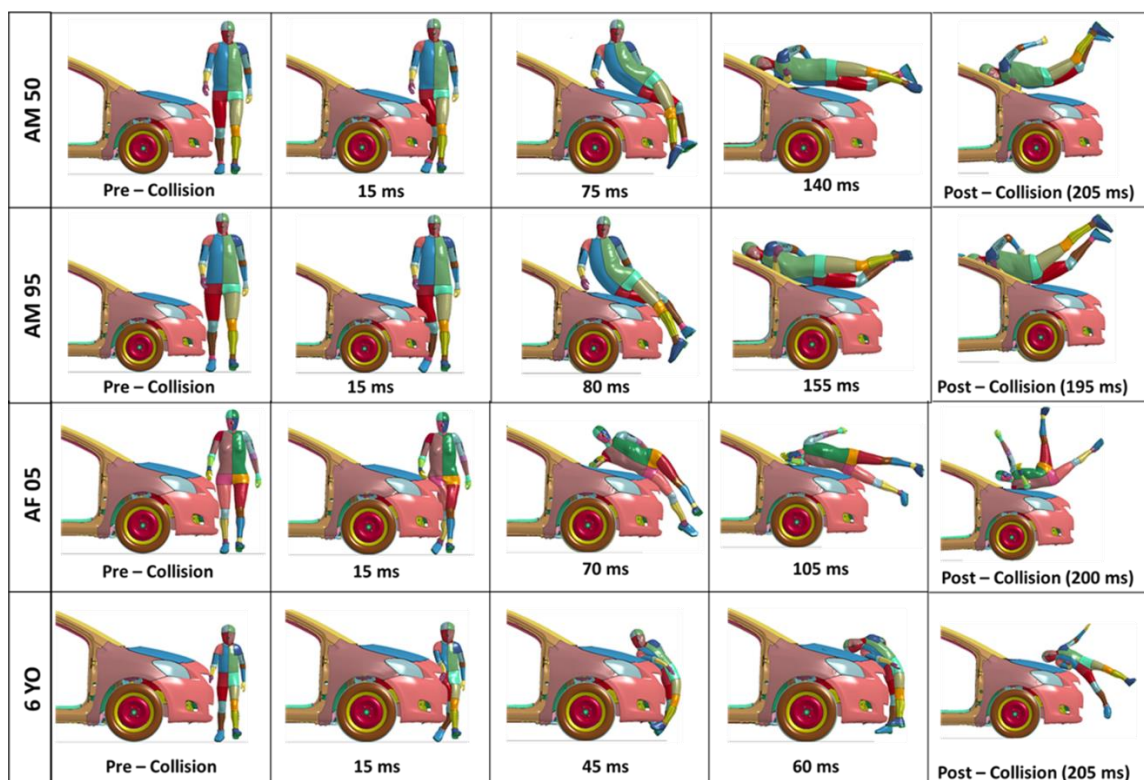 AM 50
Pre – Collision
15 ms
75 ms
140 ms
Post – Collision (205 ms)
AM 95
Pre – Collision
15 ms
80 ms
155 ms
Post – Collision (195 ms)
AF 05
Pre – Collision
15 ms
70 ms
105 ms
Post – Collision (200 ms)
6 YO
Pre – Collision
15 ms
45 ms
60 ms
Post – Collision (205 ms)